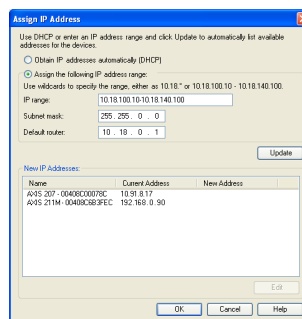 Assign IP Address
Use DHCP or enter an IP address range and click Update to automatically list available
addresses for the devices.
Obtain IP addresses automatically (DHCP)
Assign the following IP address range:
Use wildcards to specify the range, either as 10.18.* or 10.18.100.10 - 10.18.140.100.
IP range: 10.18.100.10-10.18.140.100
Subnet mask: 255 . 255 . 0 . 0
Default router: 10 . 18 . 0 . 1
Update
New IP Addresses:
Name Current Address New Address
AXIS 207 - 00408C00078C 10.91.8.17
AXIS 211M - 00408C6B3FEC 192.168.0.90
Edit
OK Cancel Help